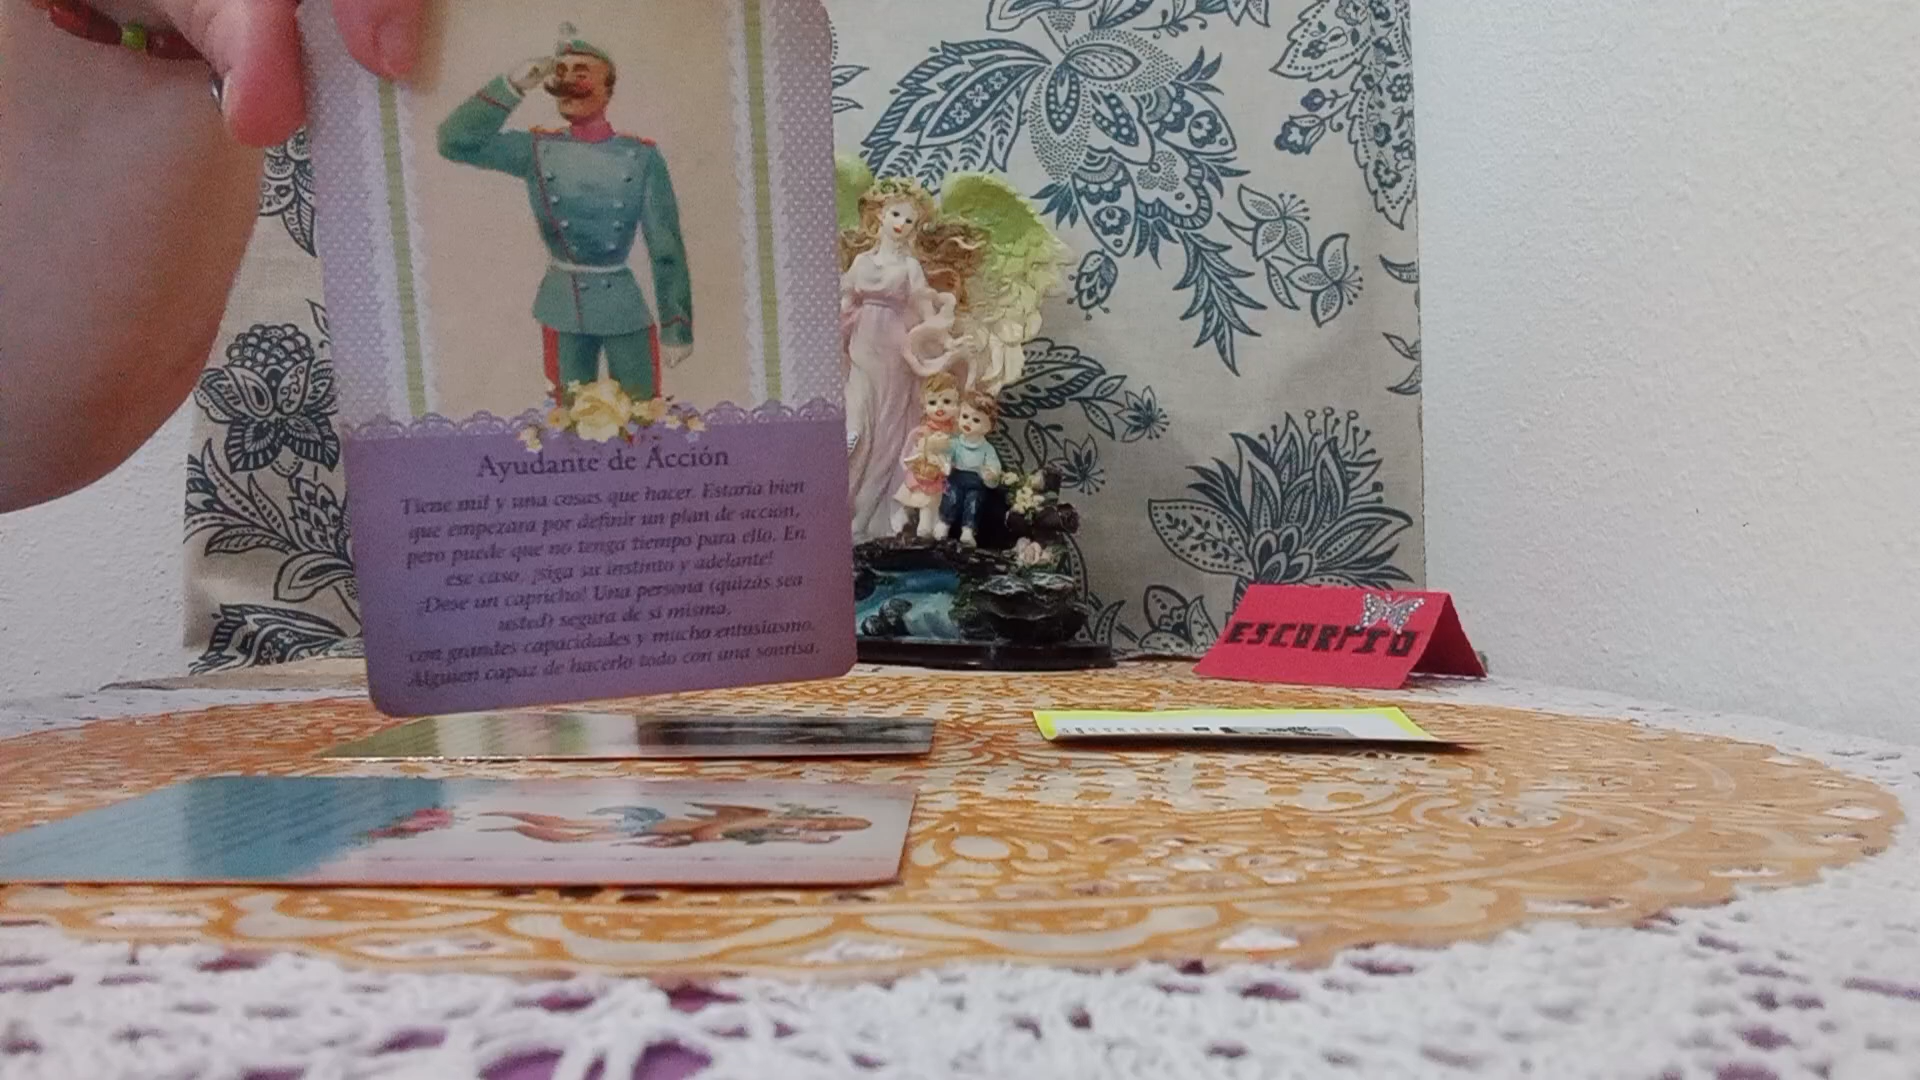 Ayudante de Acción
Tiene mil y una cosas que hacer. Estaría bien
que empezara por definir un plan de acción,
pero puede que no tenga tiempo para ello. En
ese caso, ¡siga su instinto y adelante!
¡Dese un capricho! Una persona (quizás sea
usted) segura de sí misma,
con grandes capacidades y mucho entusiasmo.
Alguien capaz de hacerlo todo con una sonrisa.
ESCORPIO